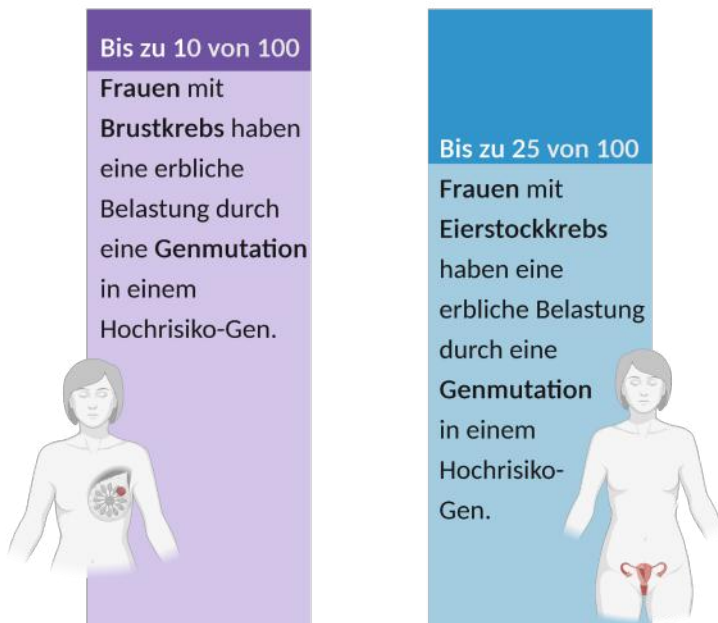 Bis zu 10 von 100
Frauen mit
Brustkrebs haben
eine erbliche
Belastung durch
eine Genmutation
in einem
Hochrisiko-Gen.
Bis zu 25 von 100
Frauen mit
Eierstockkrebs
haben eine
erbliche Belastung
durch eine
Genmutation
in einem
Hochrisiko-
Gen.